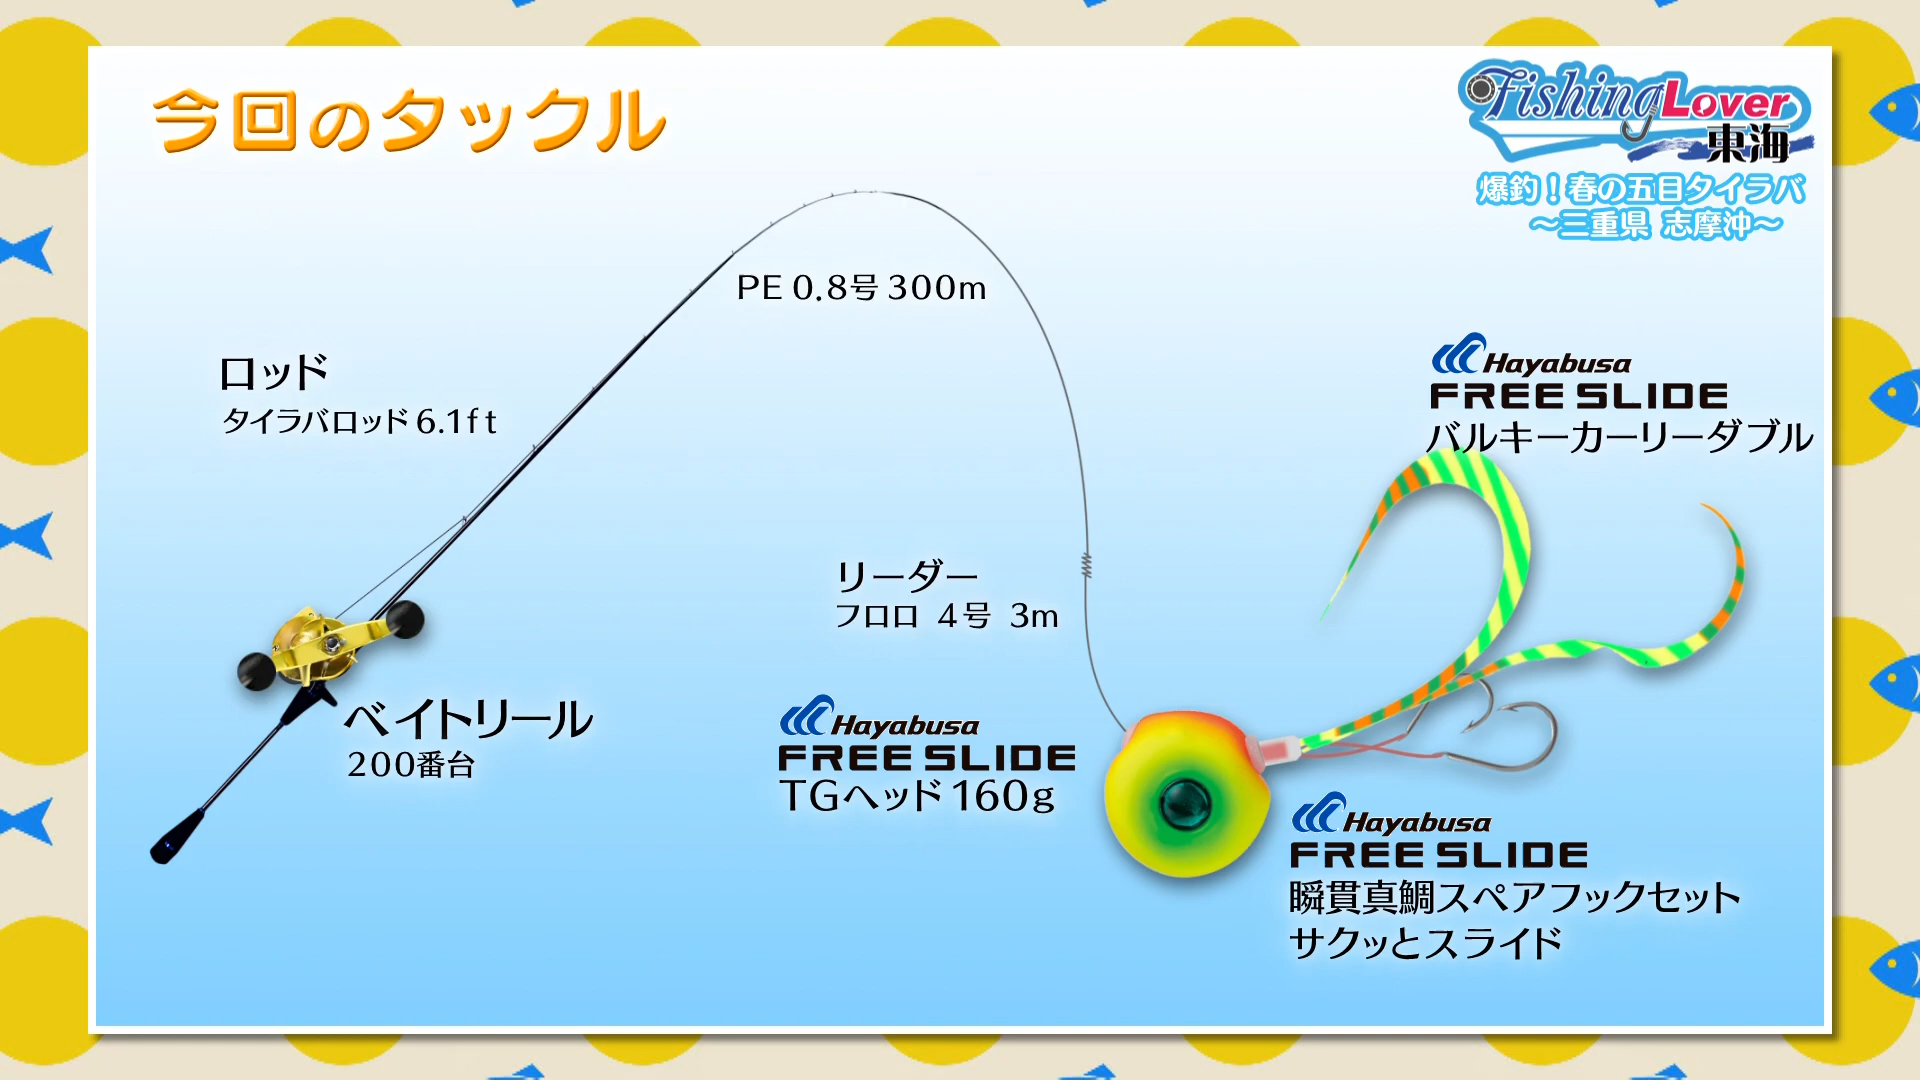 今回のタックル
Fishing Lover
東海
爆釣！春の五目タイラバ
～三重県 志摩沖～
PE 0.8号 300m
ロッド
タイラバロッド 6.1ft
Hayabusa
FREE SLIDE
バルキーカーリーダブル
リーダー
フロロ 4号 3m
ベイトリール
200番台
Hayabusa
FREE SLIDE
TGヘッド 160g
Hayabusa
FREE SLIDE
瞬貫真鯛スペアフックセット
サクッとスライド